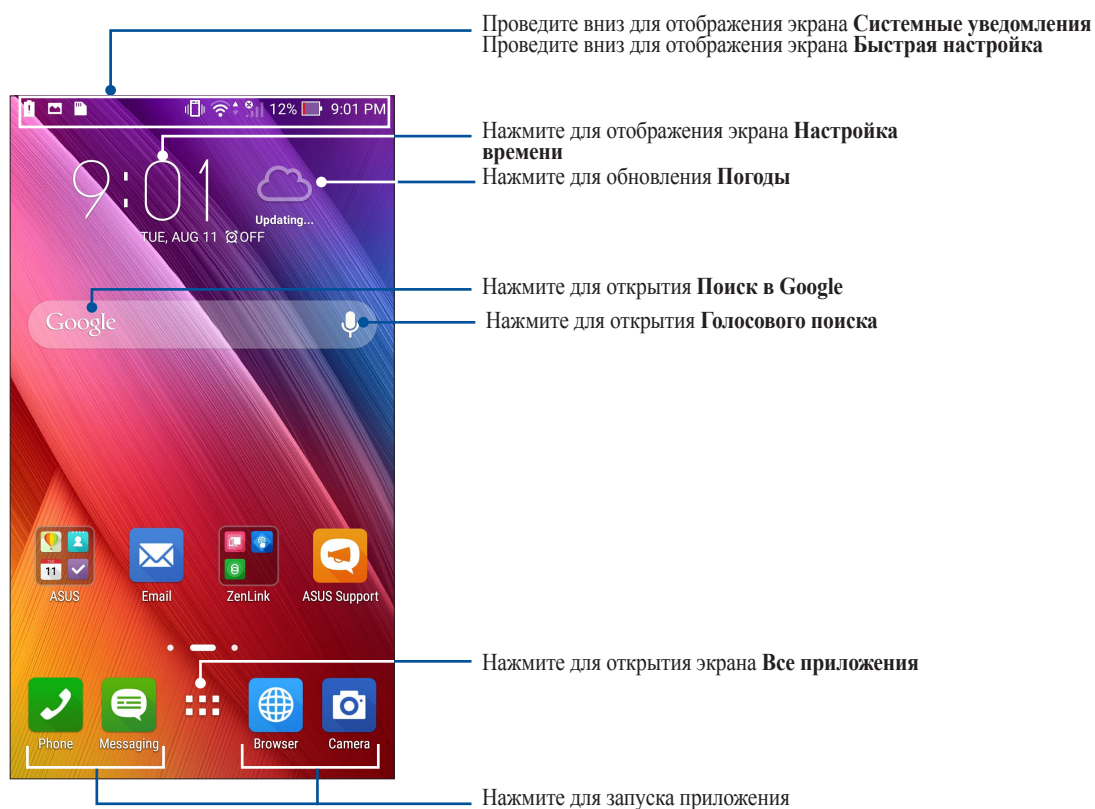 Проведите вниз для отображения экрана Системные уведомления
Проведите вниз для отображения экрана Быстрая настройка
12% 9:01 PM
Нажмите для отображения экрана Настройка
времени
Нажмите для обновления Погоды
9:01
Updating...
TUE, AUG 11 OFF
Нажмите для открытия Поиск в Google
Google
Нажмите для открытия Голосового поиска
11
ASUS Email ZenLink ASUS Support
Нажмите для открытия экрана Все приложения
Phone Messaging Browser Camera
Нажмите для запуска приложения